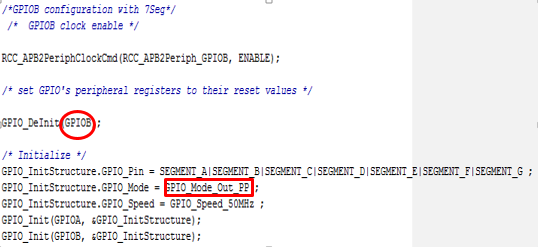 /*GPIOB configuration vith 7Seg*/
/* GPIOB clock enable */
RCC_APB2PeriphClockCmd(RCC_APB2Periph_GPIOB, ENABLE);
/* set GPIO's peripheral registers to their reset values */
GPIO_DeInit(GPIOB);
/* Initialize */
GPIO_InitStructure.GPIO_Pin = SEGMENT_A|SEGMENT_B|SEGMENT_C|SEGMENT_D|SEGMENT_E|SEGMENT_F|SEGMENT_G ;
GPIO_InitStructure.GPIO_Mode = GPIO_Mode_Out_PP;
GPIO_InitStructure.GPIO_Speed = GPIO_Speed_50MHz ;
GPIO_Init(GPIOA, &GPIO_InitStructure);
GPIO_Init(GPIOB, &GPIO_InitStructure);